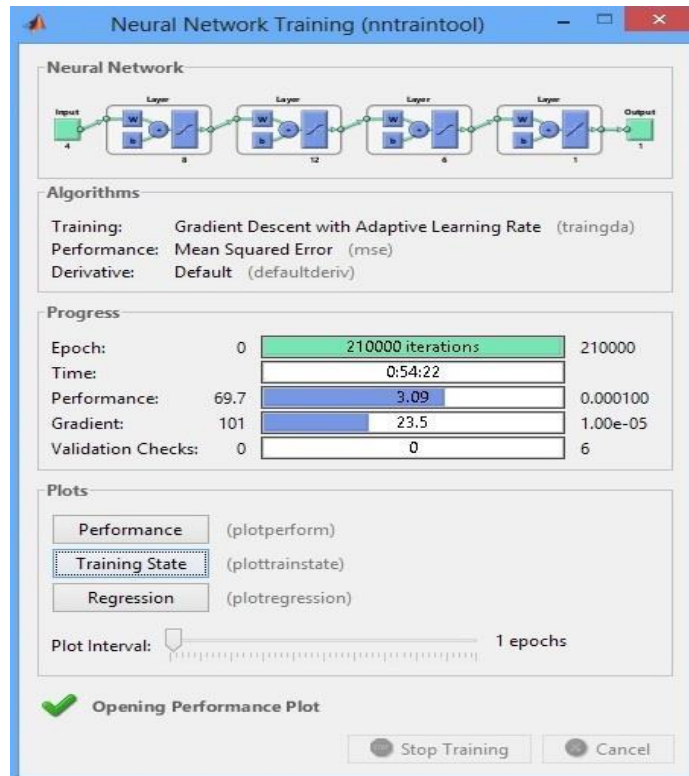 Neural Network Training (nntraintool)
Neural Network
Layer Layer Layer Layer
Input Output
W W W W
b b b b
4 1
8 12 6 1
Algorithms
Training: Gradient Descent with Adaptive Learning Rate (traingda)
Performance: Mean Squared Error (mse)
Derivative: Default (defaultderiv)
Progress
Epoch: 0 210000 iterations 210000
Time: 0:54:22
Performance: 69.7 3.09 0.000100
Gradient: 101 23.5 1.00e-05
Validation Checks: 0 0 6
Plots
Performance (plotperform)
Training State (plottrainstate)
Regression (plotregression)
Plot Interval: 1 epochs
Opening Performance Plot
Stop Training Cancel